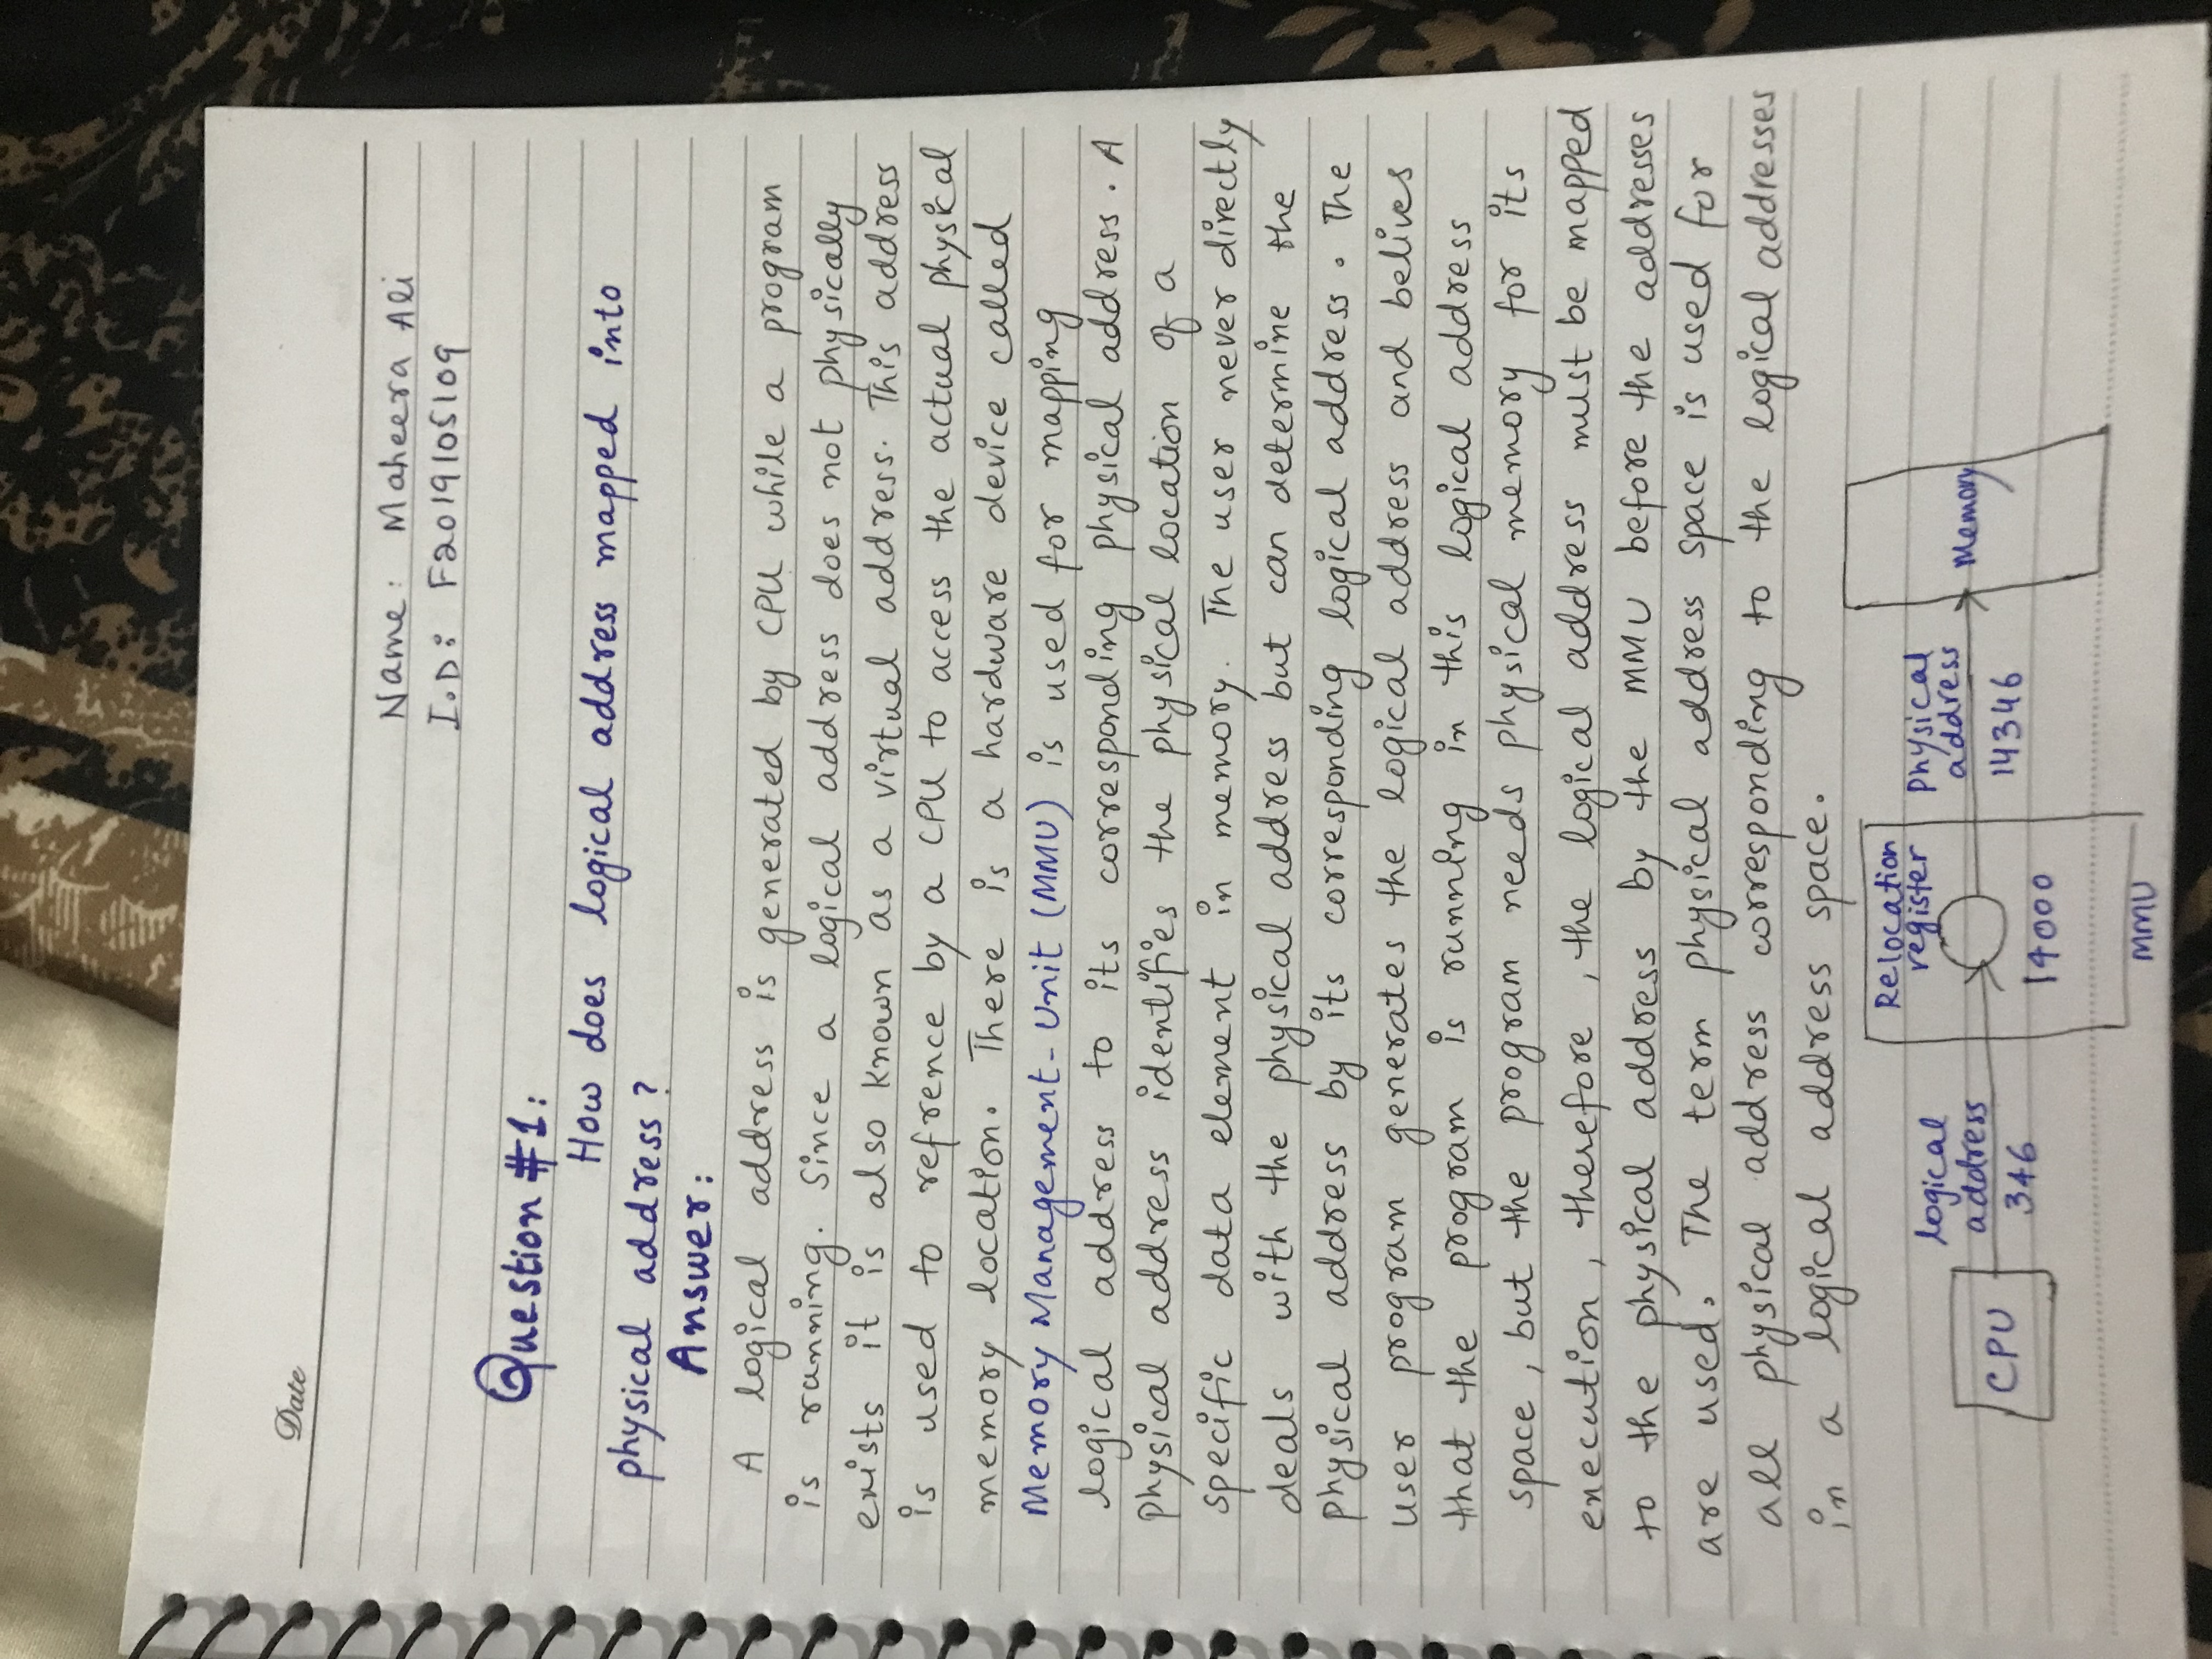 Date
Name: Maheera Ali
I.D: F2019105109
Question #1:
How does logical address mapped into
physical address?
Answer:
A logical address is generated by CPU while a program
is running. Since a logical address does not physically
exists it is also known as a virtual address. This address
is used to refrence by a CPU to access the actual physical
memory location. There is a hardware device called
Memory Management-Unit (MMU) is used for mapping
logical address to its corresponding physical address. A
physical address identifies the physical location of a
specific data element in memory. The user never directly
deals with the physical address but can determine the
physical address by its corresponding logical address. The
user program generates the logical address and belives
that the program is running in this logical address
space, but the program needs physical memory for its
execution, therefore, the logical address must be mapped
to the physical address by the MMU before the addresses
are used. The term physical address space is used for
all physical address corresponding to the logical addresses
in a logical address space.
CPU
logical
address
346
Relocation
register
14000
MMU
Physical
address
14346
Memory